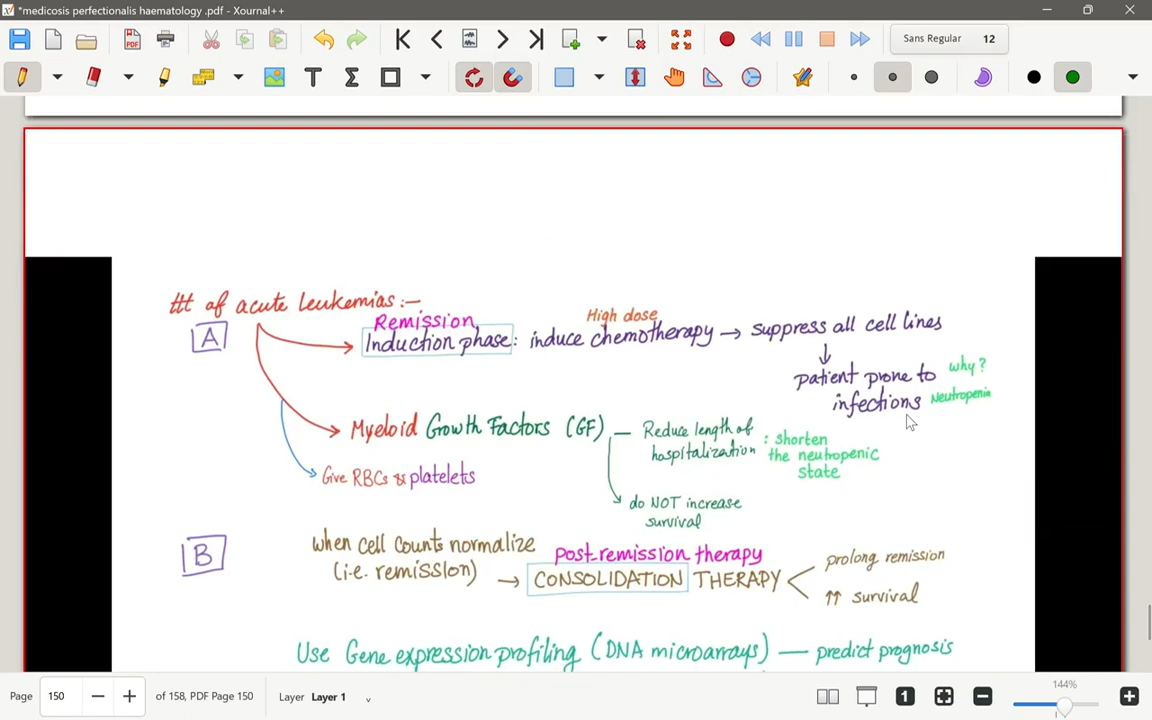 *medicosis perfectionalis haematology .pdf - Xournal++
Sans Regular 12
of acute leukemias :-
A
Remission
Induction phase: induce chemotherapy → suppress all cell lines
High dose
patient prone to
infections
why?
Neutropenia
Myeloid Growth Factors (GF) — Reduce length of
hospitalization
: shorten
the neutropenic
state
Give RBCs & platelets
do NOT increase
survival
B
when cell counts normalize
(i.e. remission) →
post-remission therapy
CONSOLIDATION THERAPY
prolong remission
↑↑ survival
Use Gene expression profiling (DNA microarrays) — predict prognosis
Page 150 of 158, PDF Page 150 Layer Layer 1 144%